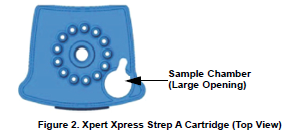 Sample Chamber
(Large Opening)
Figure 2. Xpert Xpress Strep A Cartridge (Top View)